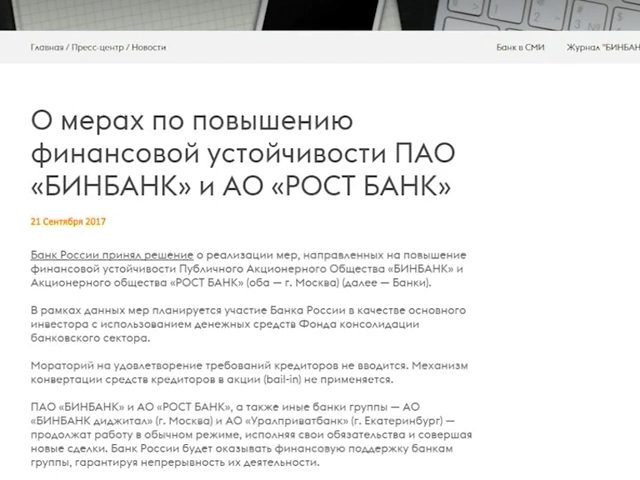 Главная / Пресс-центр / Новости
Банк в СМИ
Журнал "БИНБАН
О мерах по повышению
финансовой устойчивости ПАО
«БИНБАНК» и АО «РОСТ БАНК»
21 Сентября 2017
Банк России принял решение о реализации мер, направленных на повышение
финансовой устойчивости Публичного Акционерного Общества «БИНБАНК» и
Акционерного общества «РОСТ БАНК» (оба — г. Москва) (далее — Банки).
В рамках данных мер планируется участие Банка России в качестве основного
инвестора с использованием денежных средств Фонда консолидации
банковского сектора.
Мораторий на удовлетворение требований кредиторов не вводится. Механизм
конвертации средств кредиторов в акции (bail-in) не применяется.
ПАО «БИНБАНК» и АО «РОСТ БАНК», а также иные банки группы — АО
«БИНБАНК диджитал» (г. Москва) и АО «Уралприватбанк» (г. Екатеринбург) —
продолжат работу в обычном режиме, исполняя свои обязательства и совершая
новые сделки. Банк России будет оказывать финансовую поддержку банкам
группы, гарантируя непрерывность их деятельности.